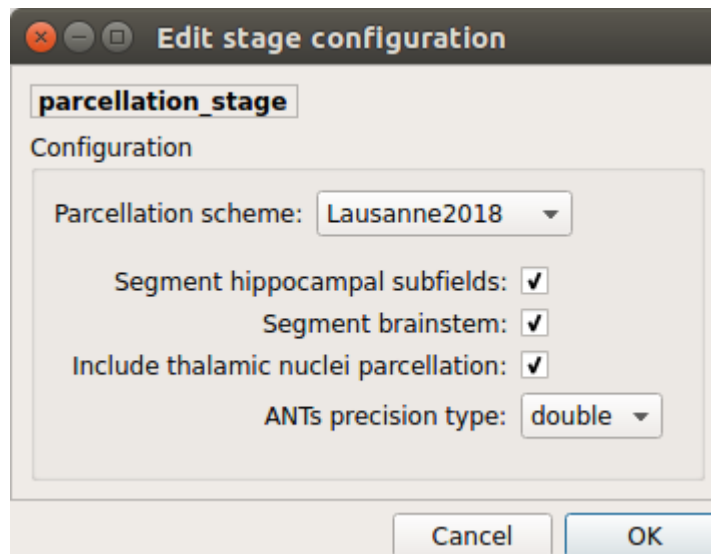 Edit stage configuration
parcellation_stage
Configuration
Parcellation scheme: Lausanne2018
Segment hippocampal subfields:
Segment brainstem:
Include thalamic nuclei parcellation:
ANTs precision type: double
Cancel OK